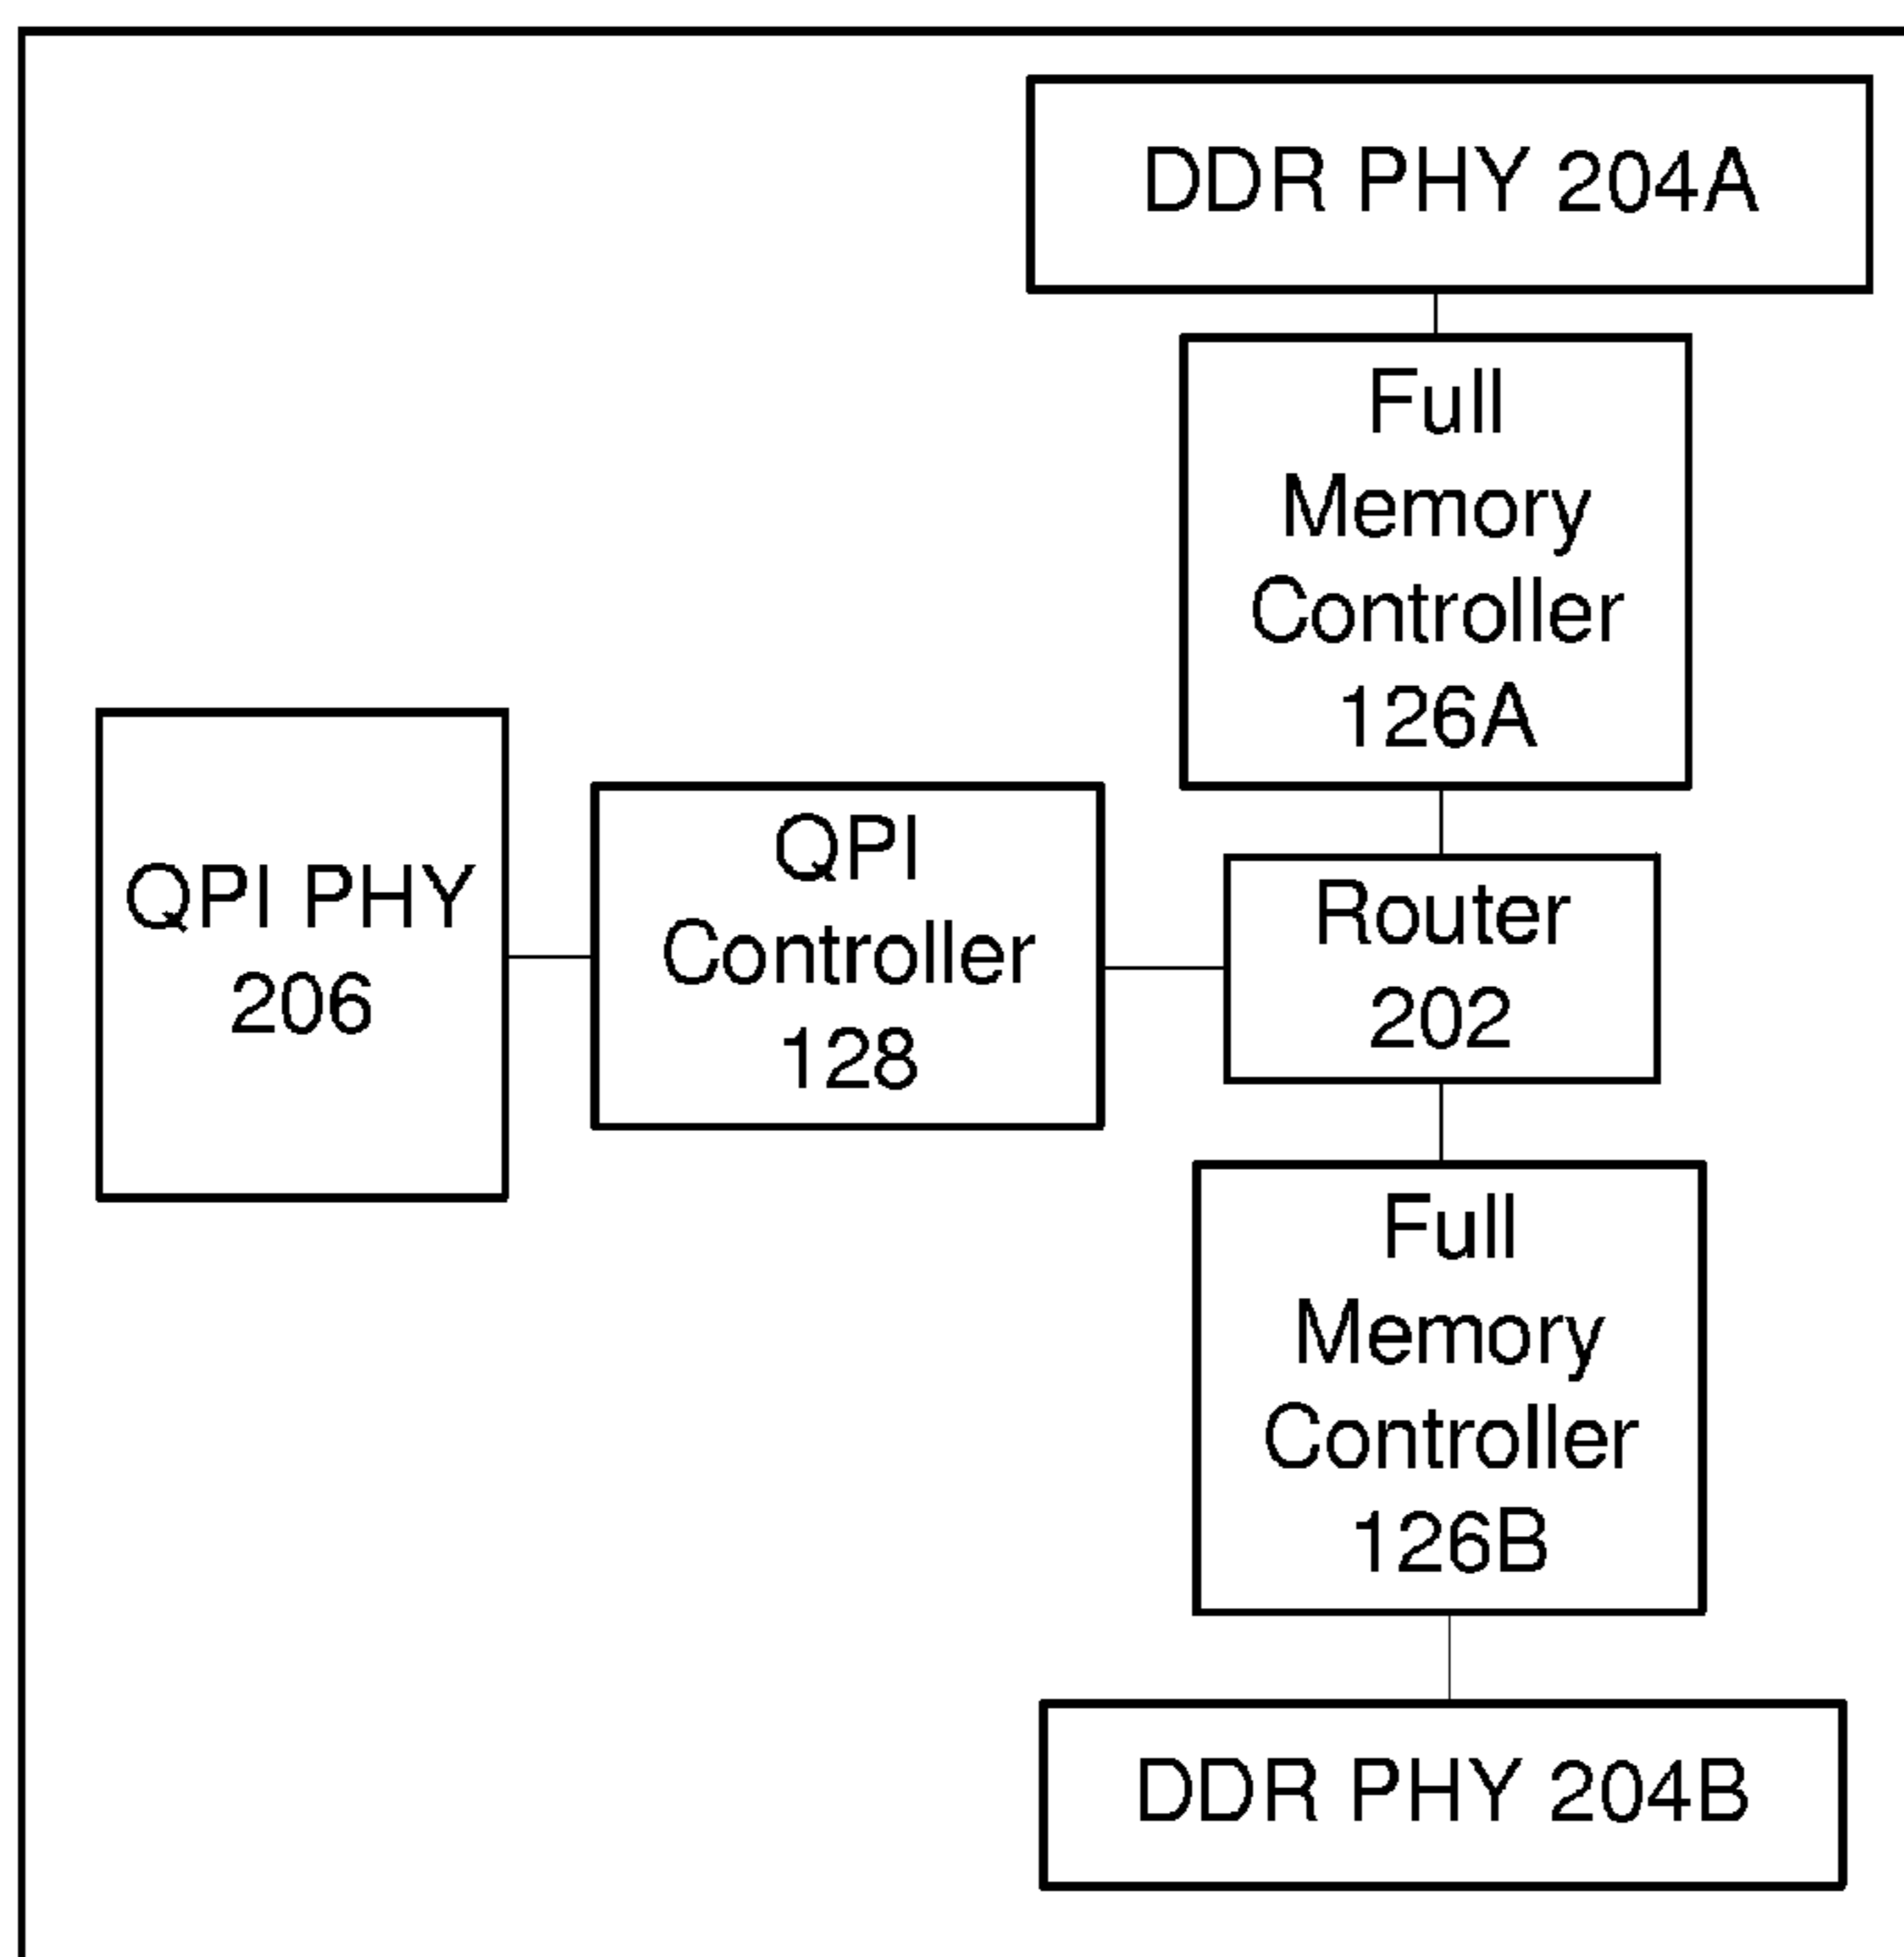 DDR PHY 204A
Full
Memory
Controller
126A
QPI PHY
206
QPI
Controller
128
Router
202
Full
Memory
Controller
126B
DDR PHY 204B